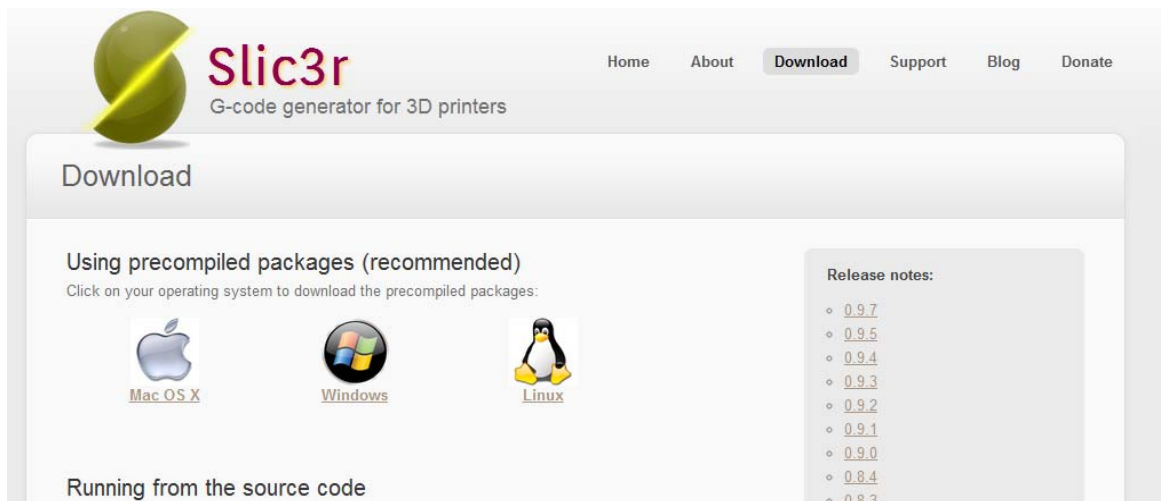 Slic3r
G-code generator for 3D printers
Home About Download Support Blog Donate
Download
Using precompiled packages (recommended)
Click on your operating system to download the precompiled packages:
Mac OS X Windows Linux
Running from the source code
Release notes:
0.9.7
0.9.5
0.9.4
0.9.3
0.9.2
0.9.1
0.9.0
0.8.4
0.8.3